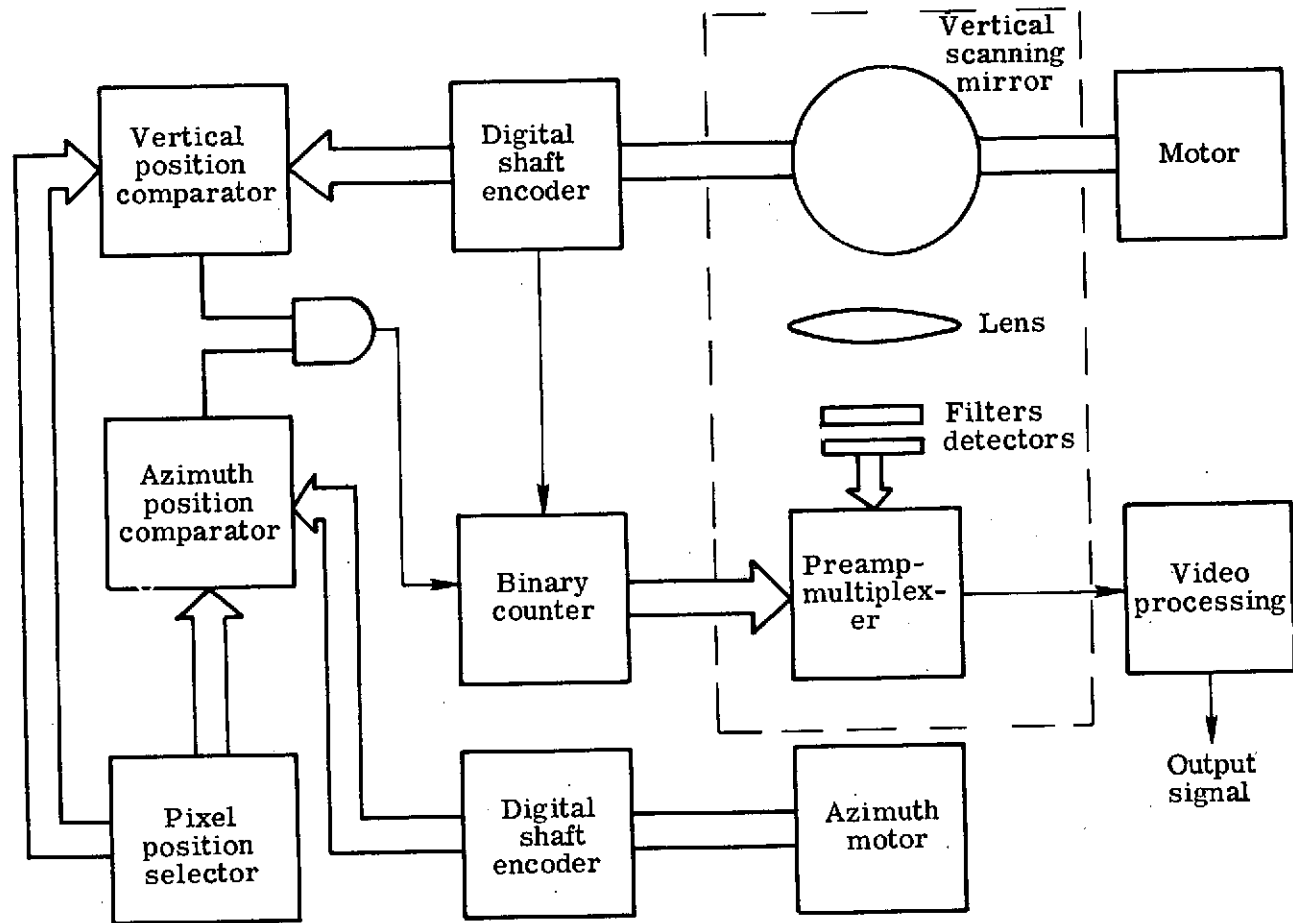 Vertical
scanning
mirror
Vertical
position
comparator
Digital
shaft
encoder
Motor
Lens
Filters
detectors
Azimuth
position
comparator
Binary
counter
Preamp-
multiplex-
er
Video
processing
Pixel
position
selector
Digital
shaft
encoder
Azimuth
motor
Output
signal